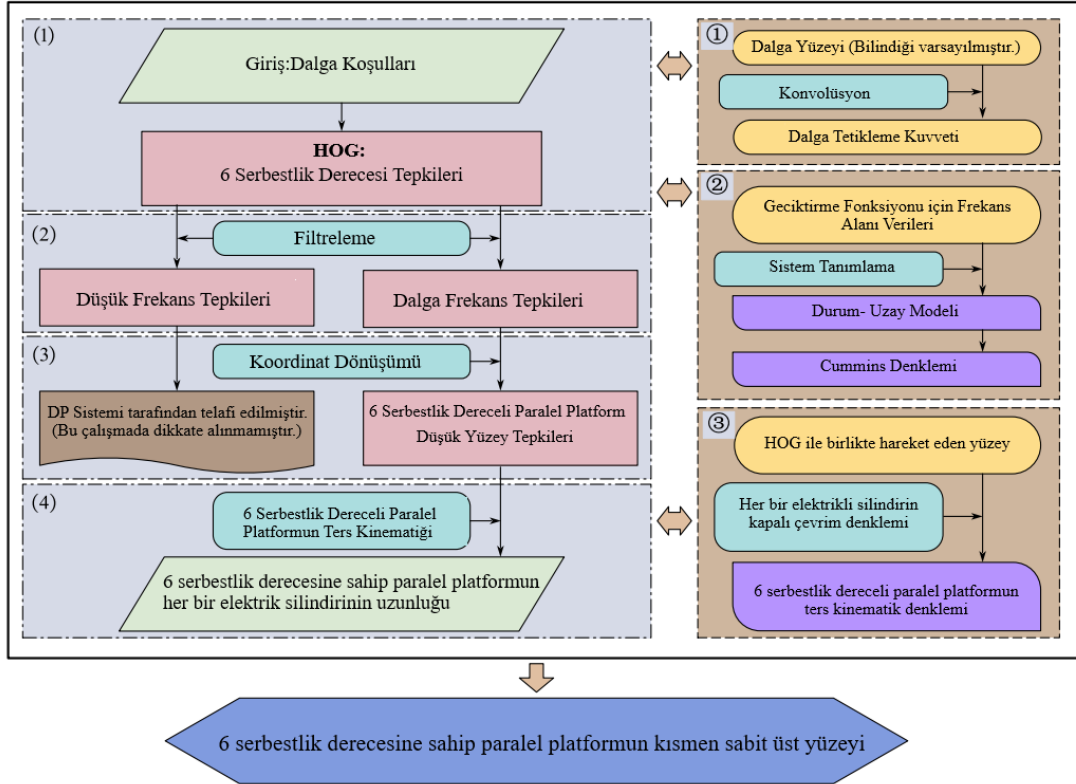 (1)
Giriş:Dalga Koşulları
HOG:
6 Serbestlik Derecesi Tepkileri
(2)
Filtreleme
Düşük Frekans Tepkileri
Dalga Frekans Tepkileri
(3)
Koordinat Dönüşümü
DP Sistemi tarafından telafi edilmiştir.
(Bu çalışmada dikkate alınmamıştır.)
6 Serbestlik Dereceli Paralel Platform
Düşük Yüzey Tepkileri
(4)
6 Serbestlik Dereceli Paralel
Platformun Ters Kinematiği
6 serbestlik derecesine sahip paralel platformun
her bir elektrik silindirinin uzunluğu
①
Dalga Yüzeyi (Bilindiği varsayılmıştır.)
Konvolüsyon
Dalga Tetikleme Kuvveti
②
Geciktirme Fonksiyonu için Frekans
Alanı Verileri
Sistem Tanımlama
Durum- Uzay Modeli
Cummins Denklemi
③
HOG ile birlikte hareket eden yüzey
Her bir elektrikli silindirin
kapalı çevrim denklemi
6 serbestlik dereceli paralel platformun
ters kinematik denklemi
6 serbestlik derecesine sahip paralel platformun kısmen sabit üst yüzeyi